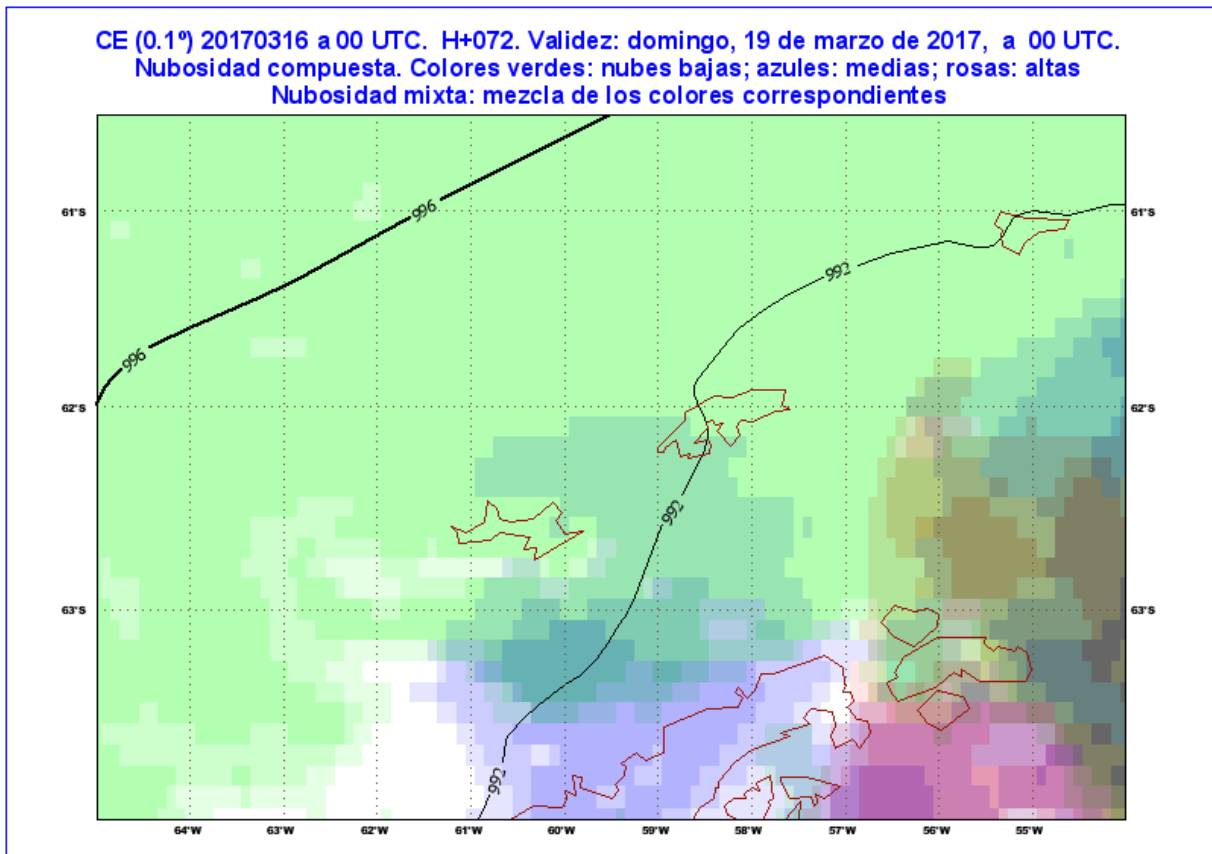 CE (0.1º) 20170316 a 00 UTC. H+072. Validez: domingo, 19 de marzo de 2017, a 00 UTC.
Nubosidad compuesta. Colores verdes: nubes bajas; azules: medias; rosas: altas
Nubosidad mixta: mezcla de los colores correspondientes
996
61°S
61°S
992
996
62°S
62°S
992
63°S
63°S
992
64°W
63°W
62°W
61°W
60°W
59°W
58°W
57°W
56°W
55°W